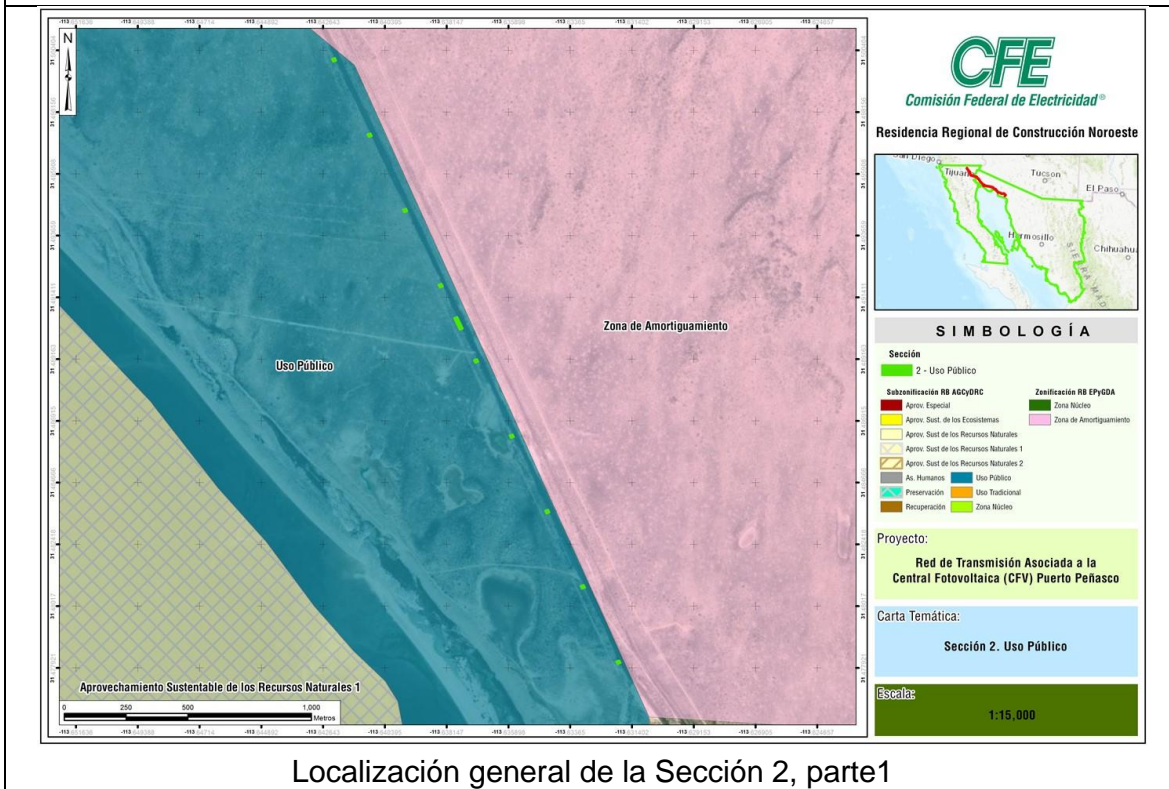 N
Uso Público
Zona de Amortiguamiento
Aprovechamiento Sustentable de los Recursos Naturales 1
0 250 500 1,000
Metros
CFE
Comisión Federal de Electricidad®
Residencia Regional de Construcción Noroeste
San Diego
Tijuana
Tucson
El Paso
Hermosillo
Chihuahu
SIERRA MAD
SIMBOLOGÍA
Sección
2 - Uso Público
Subzonificación RB AGCyDRC
Aprov. Especial
Aprov. Sust. de los Ecosistemas
Aprov. Sust de los Recursos Naturales
Aprov. Sust de los Recursos Naturales 1
Aprov. Sust de los Recursos Naturales 2
As. Humanos
Uso Público
Preservación
Uso Tradicional
Recuperación
Zona Núcleo
Zonificación RB EPyGDA
Zona Núcleo
Zona de Amortiguamiento
Proyecto:
Red de Transmisión Asociada a la
Central Fotovoltaica (CFV) Puerto Peñasco
Carta Temática:
Sección 2. Uso Público
Escala:
1:15,000
Localización general de la Sección 2, parte1